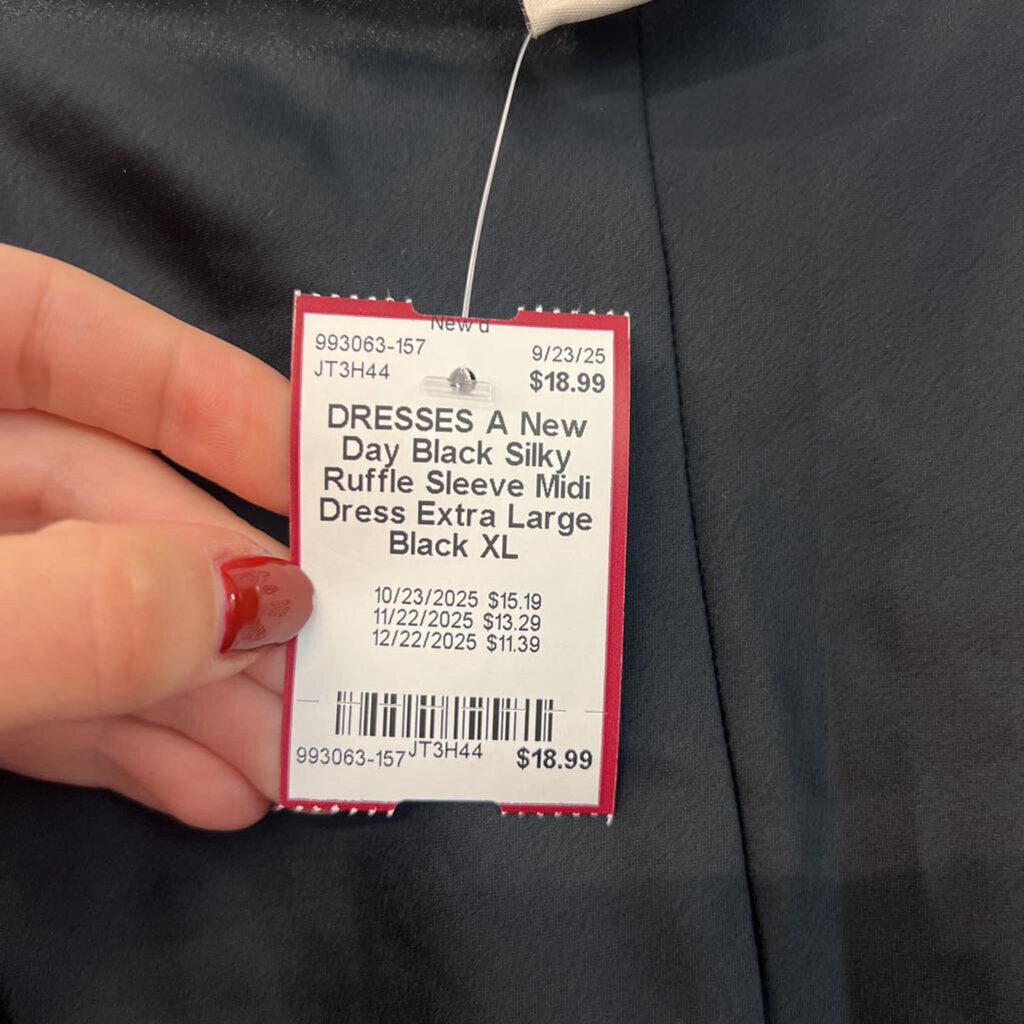 New'd
993063-157
9/23/25
JT3H44
$18.99
DRESSES A New
Day Black Silky
Ruffle Sleeve Midi
Dress Extra Large
Black XL
10/23/2025 $15.19
11/22/2025 $13.29
12/22/2025 $11.39
993063-157 JT3H44 $18.99